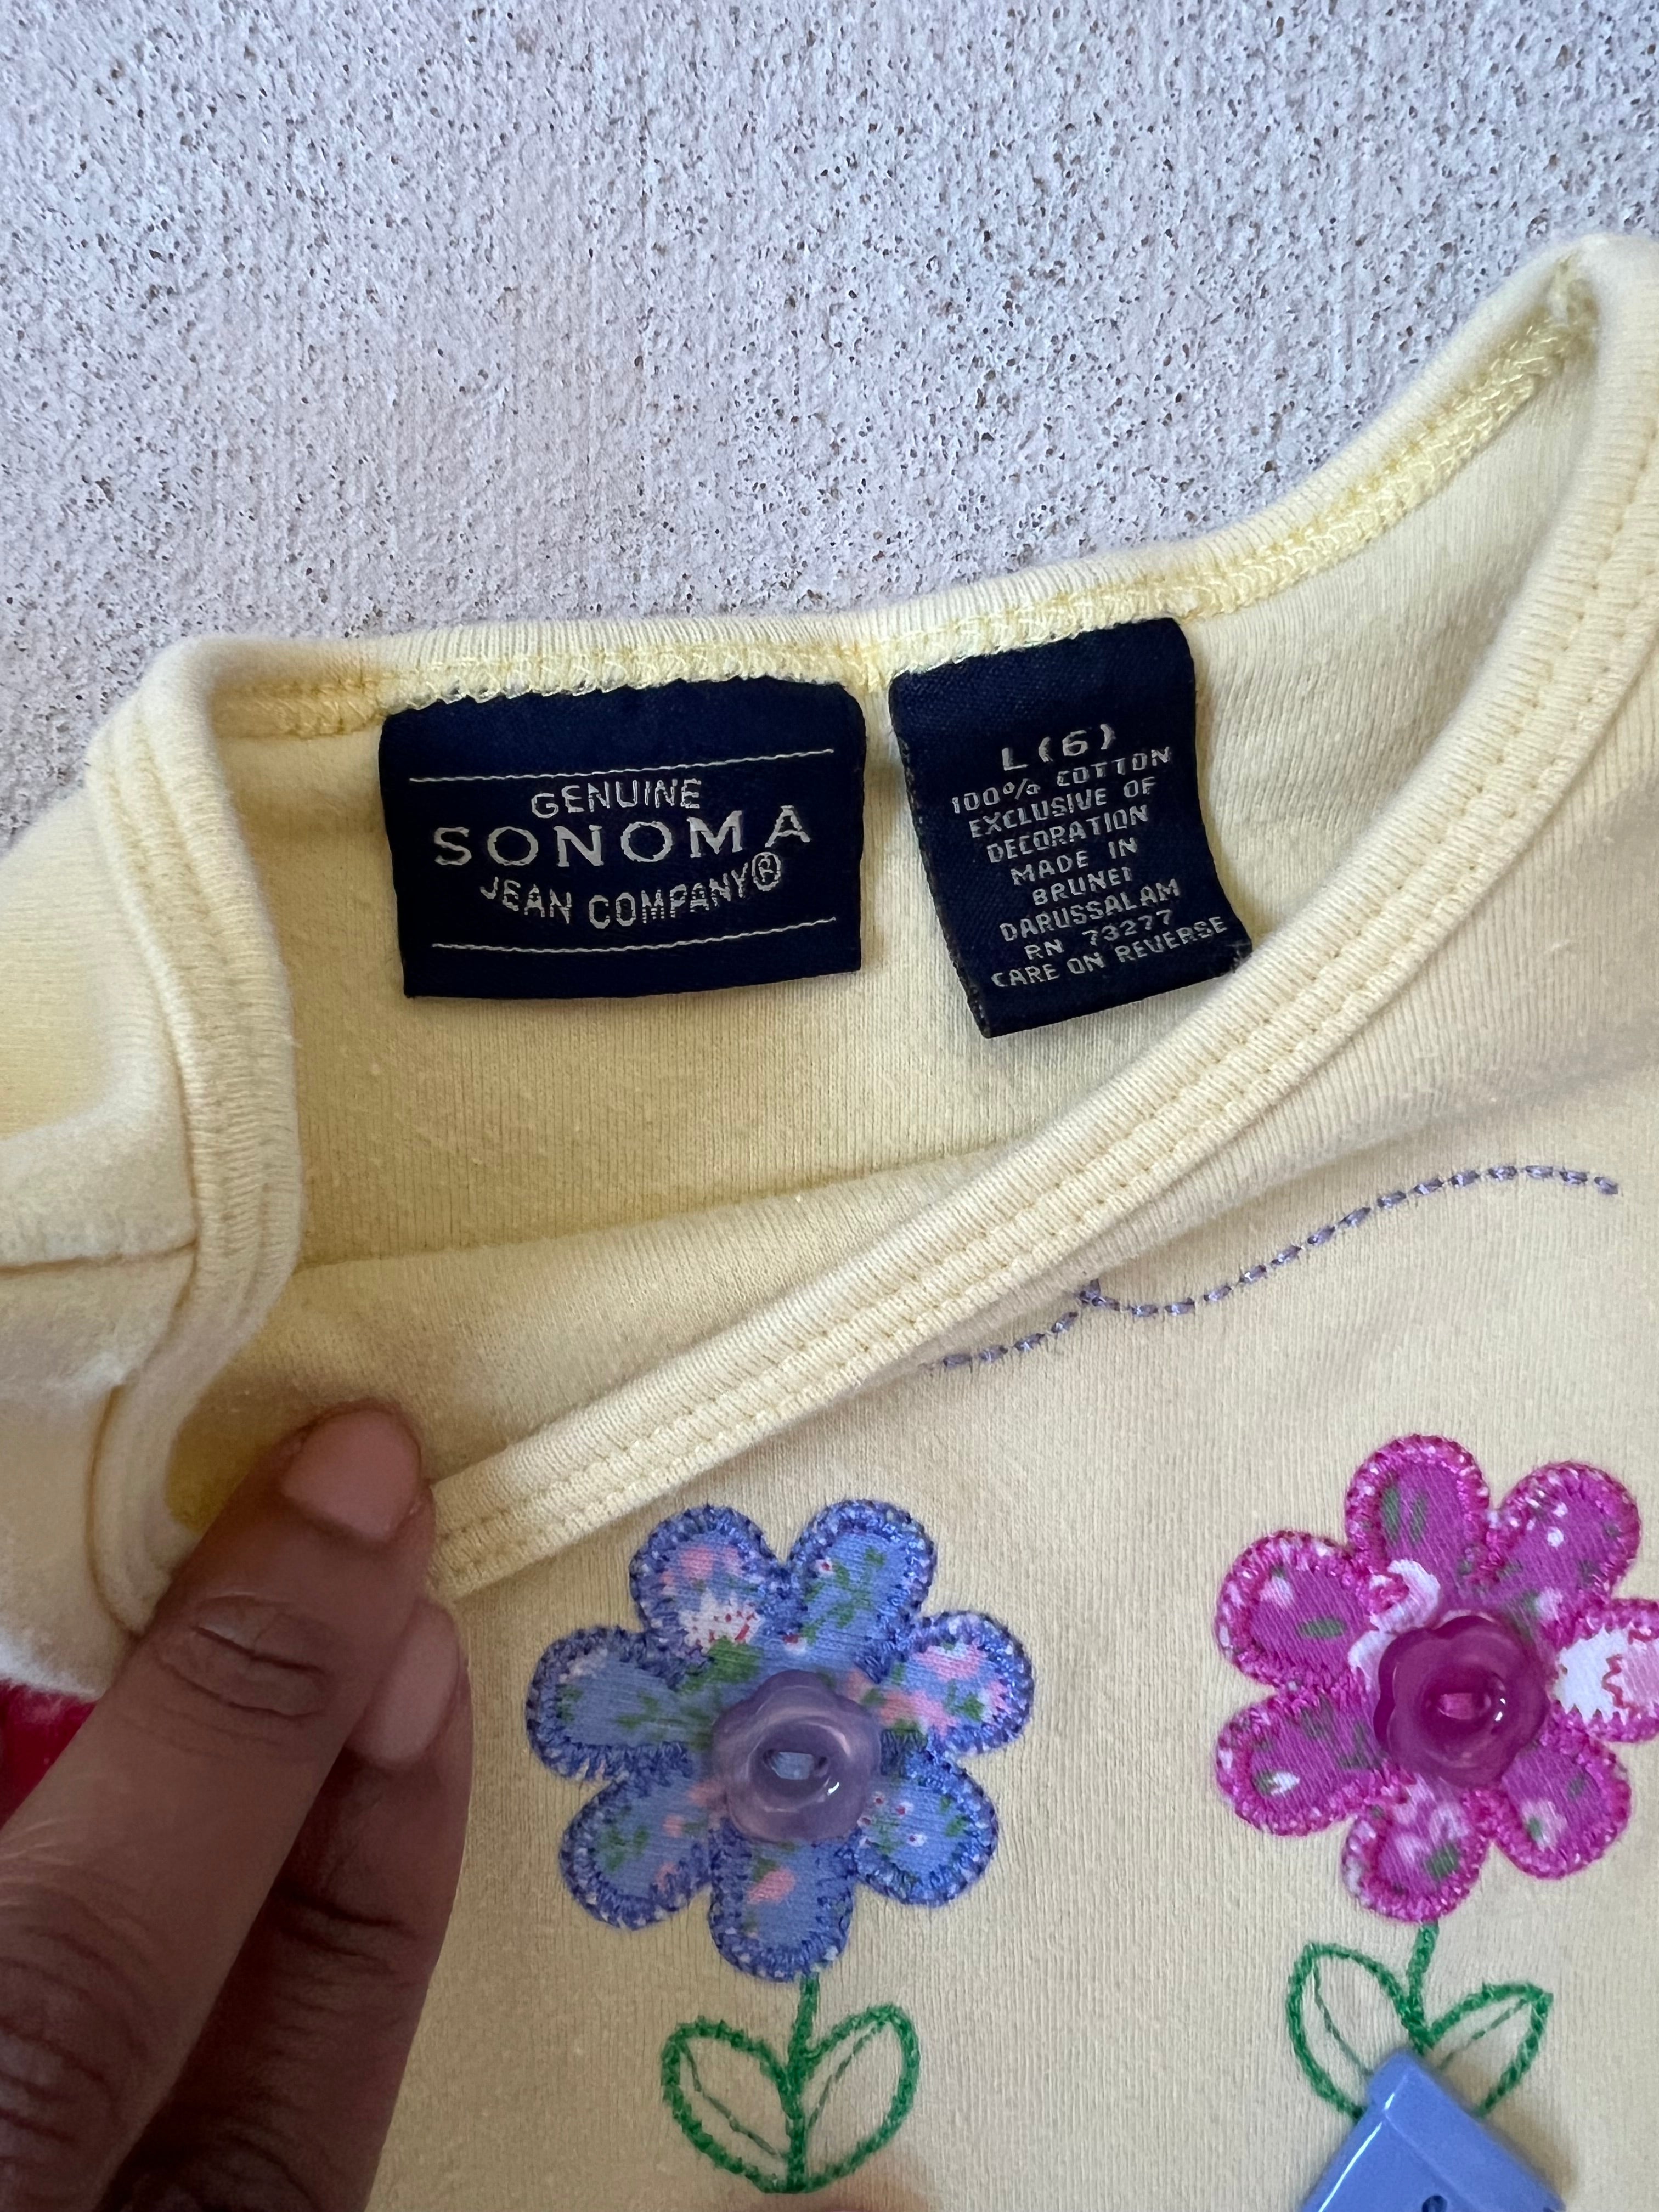 GENUINE
SONOMA
JEAN COMPANY®
L(6)
100% COTTON
EXCLUSIVE OF
DECORATION
MADE IN
BRUNEI
DARUSSALAM
RN 73277
CARE ON REVERSE